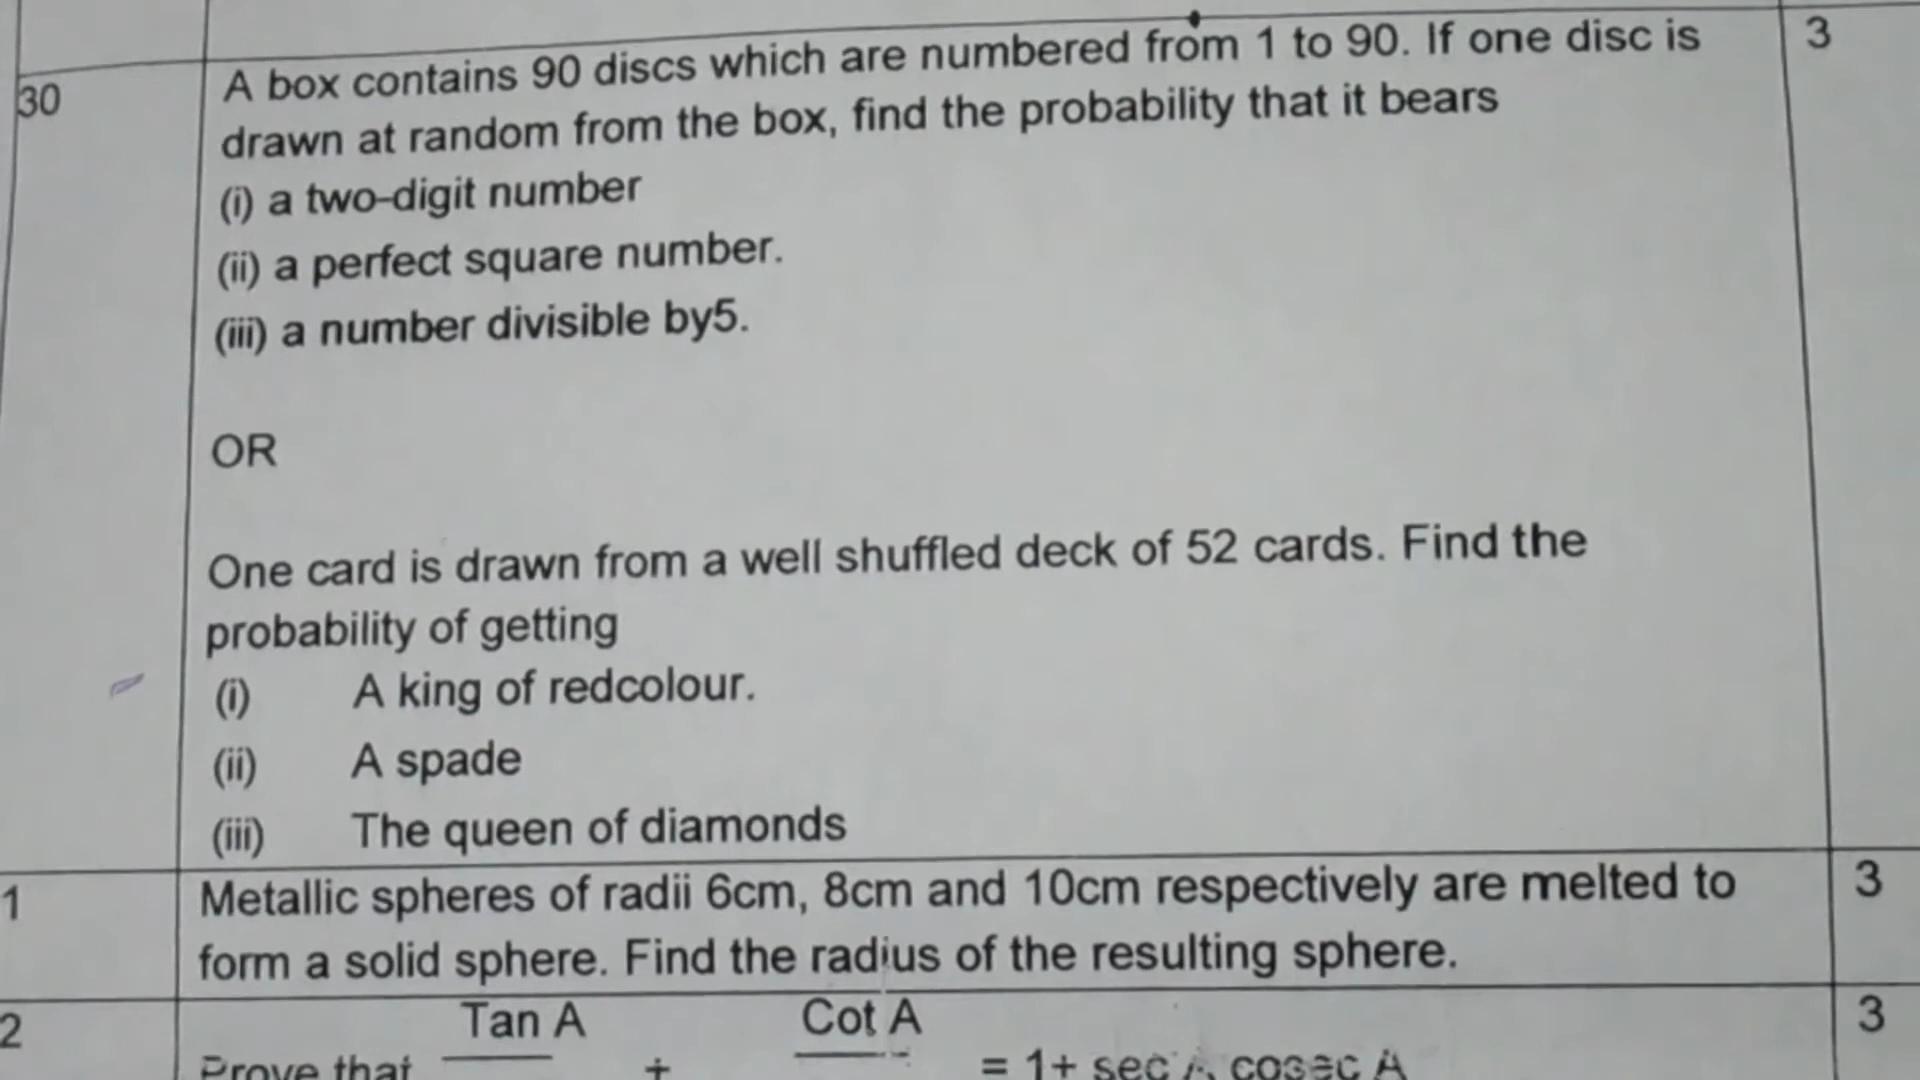 30
A box contains 90 discs which are numbered from 1 to 90. If one disc is
3
drawn at random from the box, find the probability that it bears
(i) a two-digit number
(ii) a perfect square number.
(iii) a number divisible by5.
OR
One card is drawn from a well shuffled deck of 52 cards. Find the
probability of getting
(i) A king of redcolour.
(ii) A spade
(iii) The queen of diamonds
1
Metallic spheres of radii 6cm, 8cm and 10cm respectively are melted to
3
form a solid sphere. Find the radius of the resulting sphere.
2
Tan A Cot A
3
Prove that + = 1+ sec A cosec A